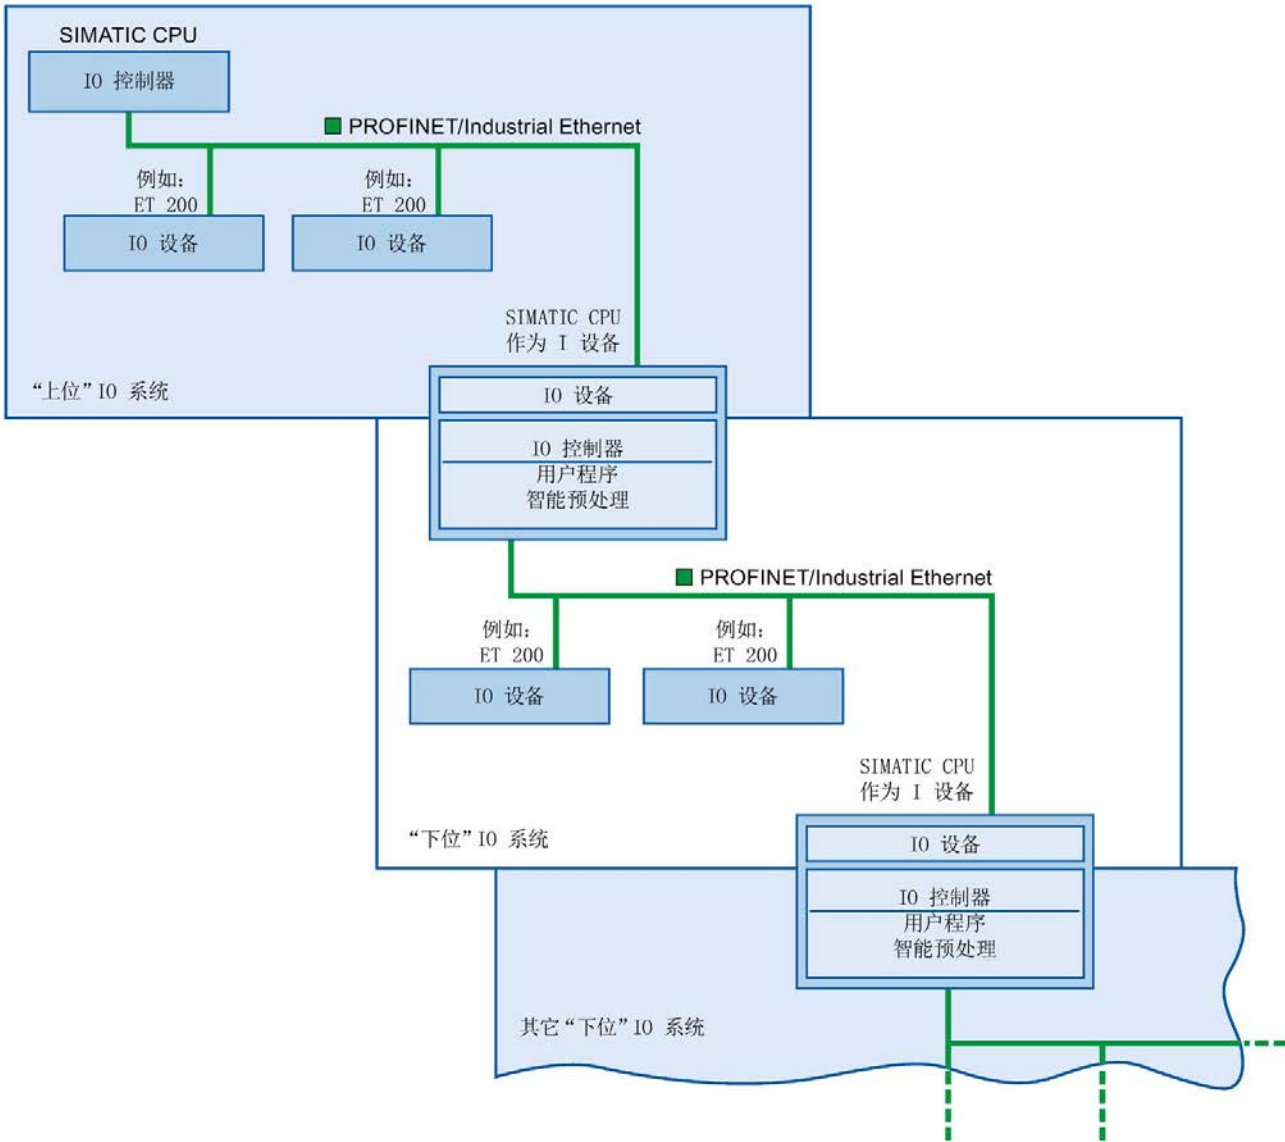 SIMATIC CPU
IO 控制器
PROFINET/Industrial Ethernet
例如：
ET 200
IO 设备
例如：
ET 200
IO 设备
SIMATIC CPU
作为 I 设备
“上位”IO 系统
IO 设备
IO 控制器
用户程序
智能预处理
PROFINET/Industrial Ethernet
例如：
ET 200
IO 设备
例如：
ET 200
IO 设备
SIMATIC CPU
作为 I 设备
“下位”IO 系统
IO 设备
IO 控制器
用户程序
智能预处理
其它“下位”IO 系统